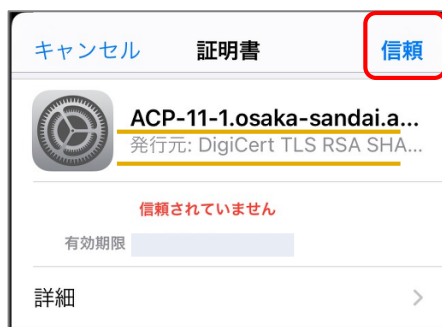 キャンセル 証明書 信頼
ACP-11-1.osaka-sandai.a...
発行元: DigiCert TLS RSA SHA...
信頼されていません
有効期限
詳細